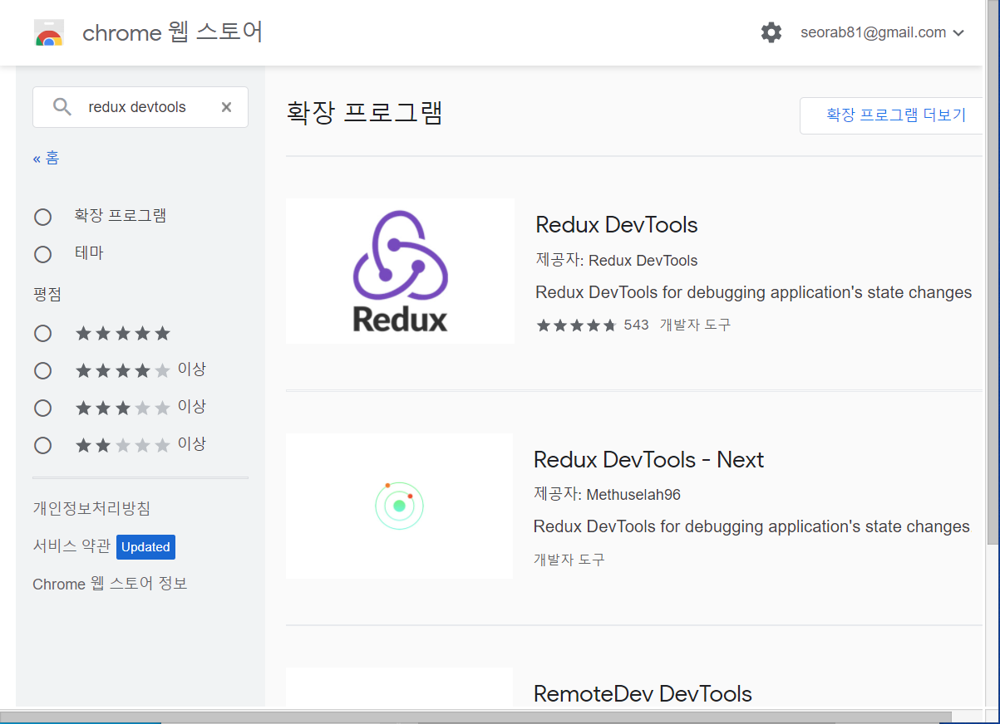 chrome 웹 스토어
seorab81@gmail.com
redux devtools
« 홈
확장 프로그램
테마
평점
이상
이상
이상
개인정보처리방침
서비스 약관 Updated
Chrome 웹 스토어 정보
확장 프로그램
확장 프로그램 더보기
Redux
Redux DevTools
제공자: Redux DevTools
Redux DevTools for debugging application's state changes
543 개발자 도구
Redux DevTools - Next
제공자: Methuselah96
Redux DevTools for debugging application's state changes
개발자 도구
RemoteDev DevTools